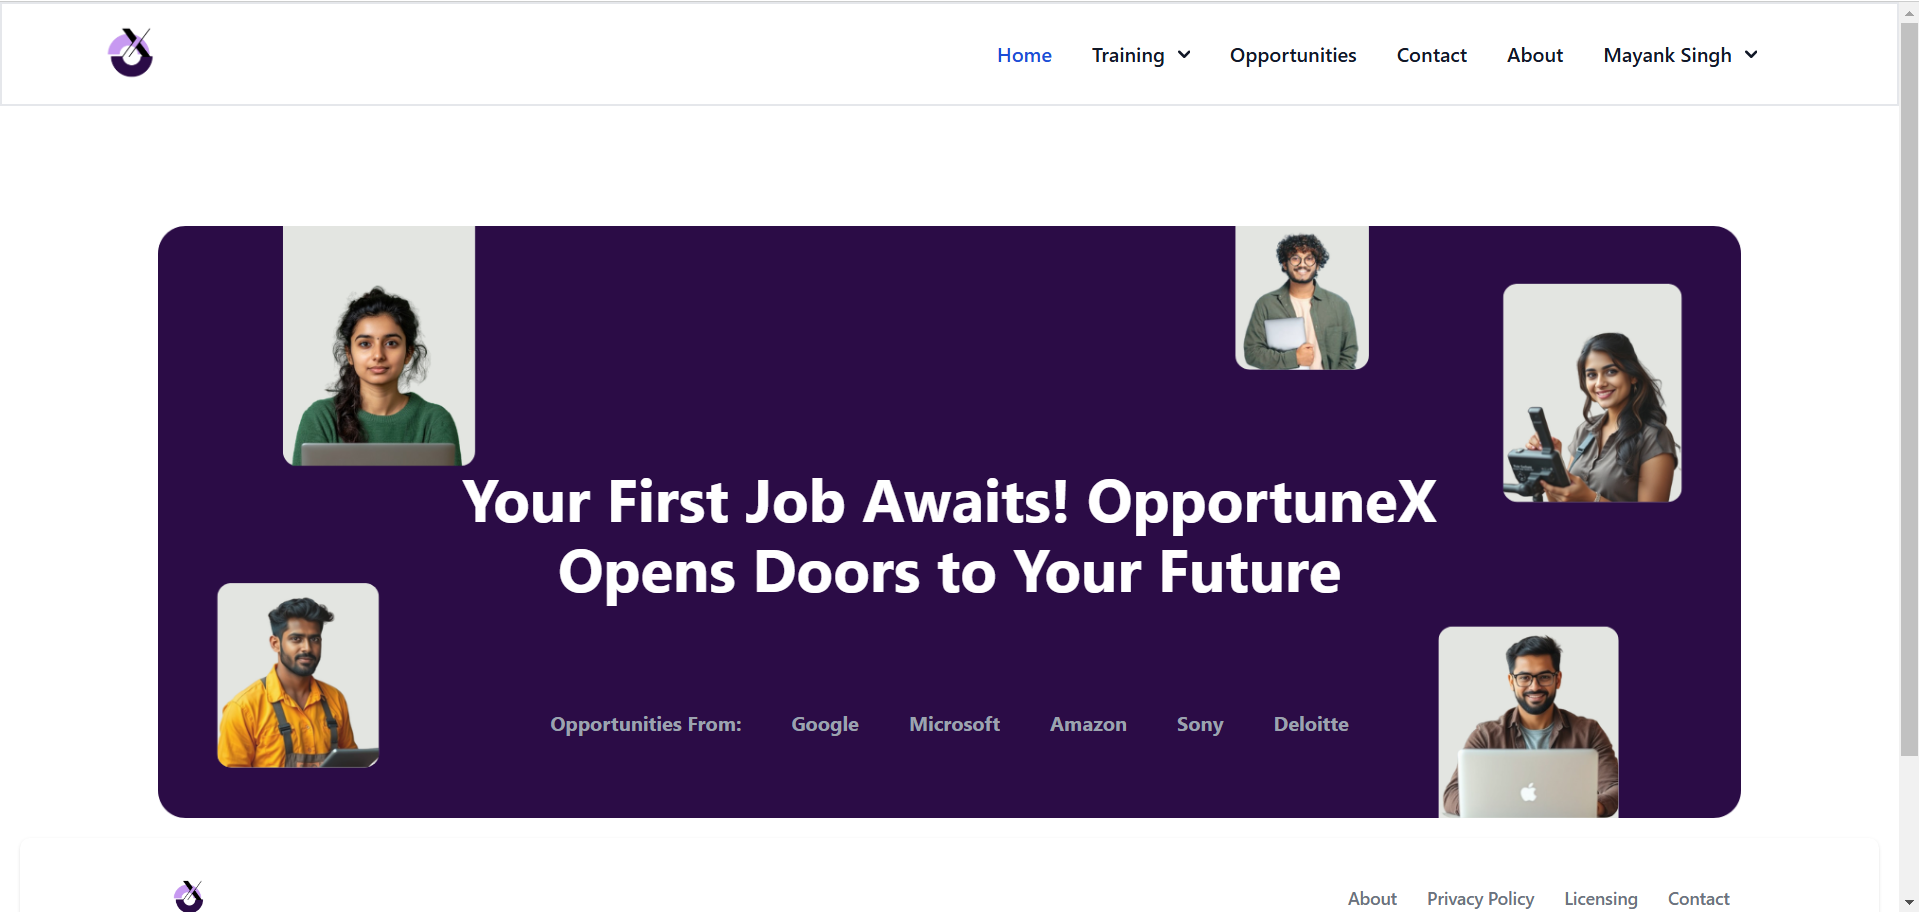 Home Training Opportunities Contact About Mayank Singh
Your First Job Awaits! OpportuneX
Opens Doors to Your Future
Opportunities From: Google Microsoft Amazon Sony Deloitte
About Privacy Policy Licensing Contact